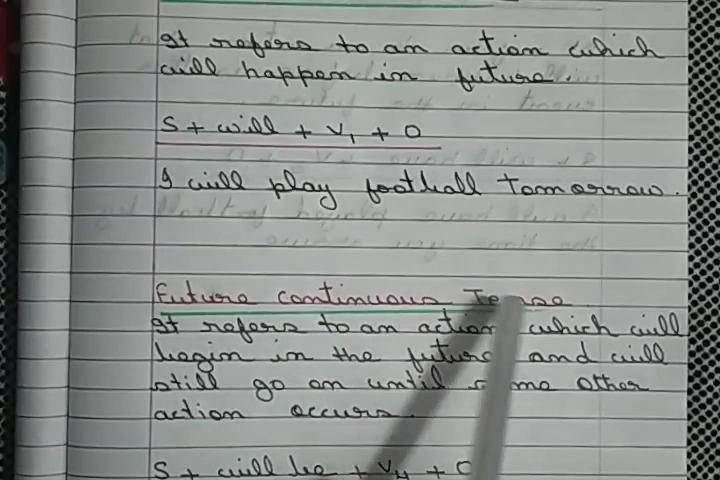 It refers to an action which
will happen in future.
S + will + V1 + O
I will play football tomorrow.
Future continuous Tense
It refers to an action which will
begin in the future and will
still go on until some other
action occurs.
S + will be + V4 + O